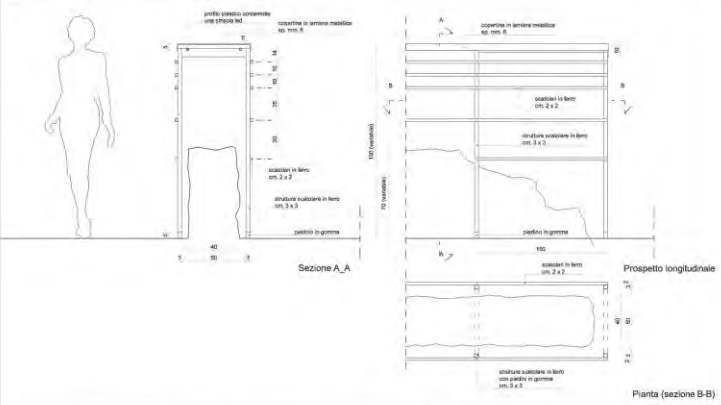 profilo plastico contenente
una striscia led
copertina in lamiera metallica
sp. mm. 6
scatolari in ferro
cm. 2 x 2
struttura scatolare in ferro
cm. 3 x 3
piedino in gomma
40
50
Sezione A_A
A
copertina in lamiera metallica
sp. mm. 6
B
B
scatolari in ferro
cm. 2 x 2
struttura scatolare in ferro
cm. 3 x 3
150 (variabile)
70 (variabile)
piedino in gomma
Prospetto longitudinale
scatolari in ferro
cm. 2 x 2
40
struttura scatolare in ferro
con piedini in gomma
cm. 3 x 3
Pianta (sezione B-B)